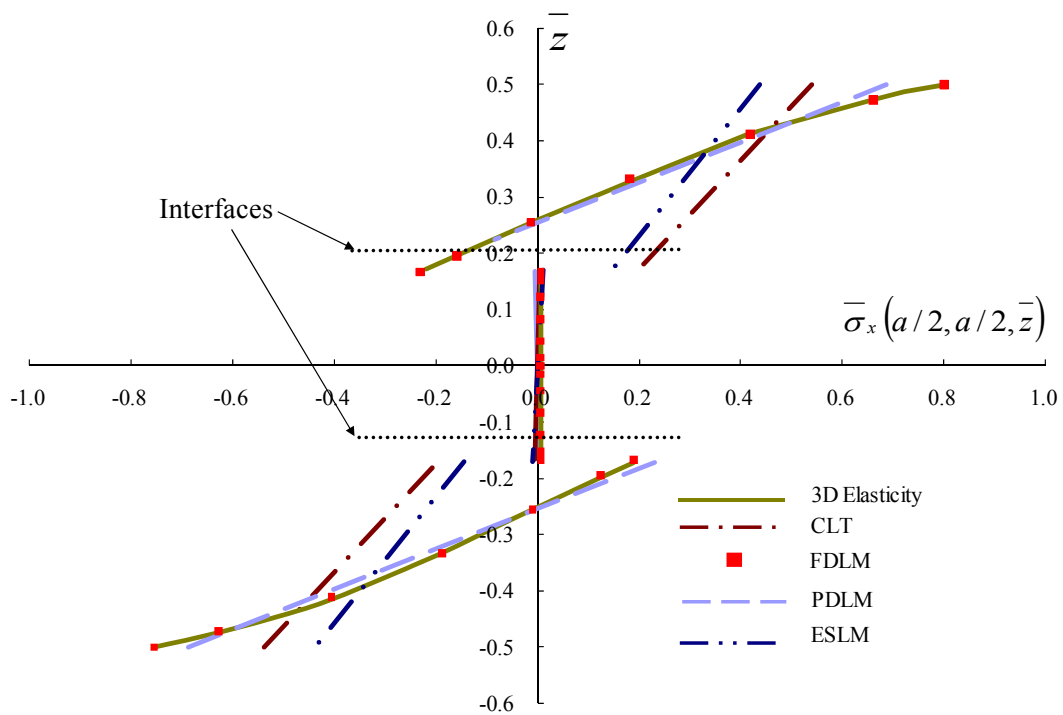 0.6
z̅
0.5
0.4
0.3
Interfaces
0.2
0.1
σ̅ₓ(a/2,a/2,z̅)
0.0
-1.0 -0.8 -0.6 -0.4 -0.2 0.0 0.2 0.4 0.6 0.8 1.0
-0.1
-0.2
3D Elasticity
CLT
-0.3
FDLM
-0.4
PDLM
ESLM
-0.5
-0.6